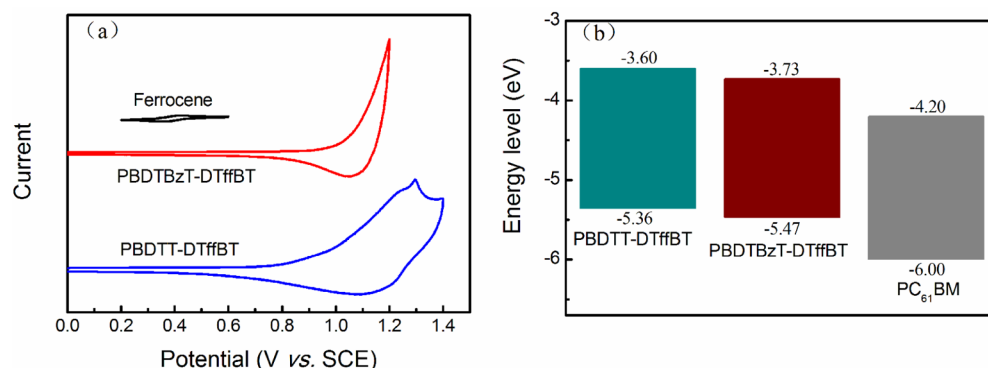 (a)
Ferrocene
PBDTBzT-DTffBT
PBDTT-DTffBT
Current
0.0 0.2 0.4 0.6 0.8 1.0 1.2 1.4
Potential (V vs. SCE)
(b)
Energy level (eV)
-3
-4
-5
-6
-3.60
-3.73
-4.20
-5.36
PBDTT-DTffBT
-5.47
PBDTBzT-DTffBT
-6.00
PC₆₁BM